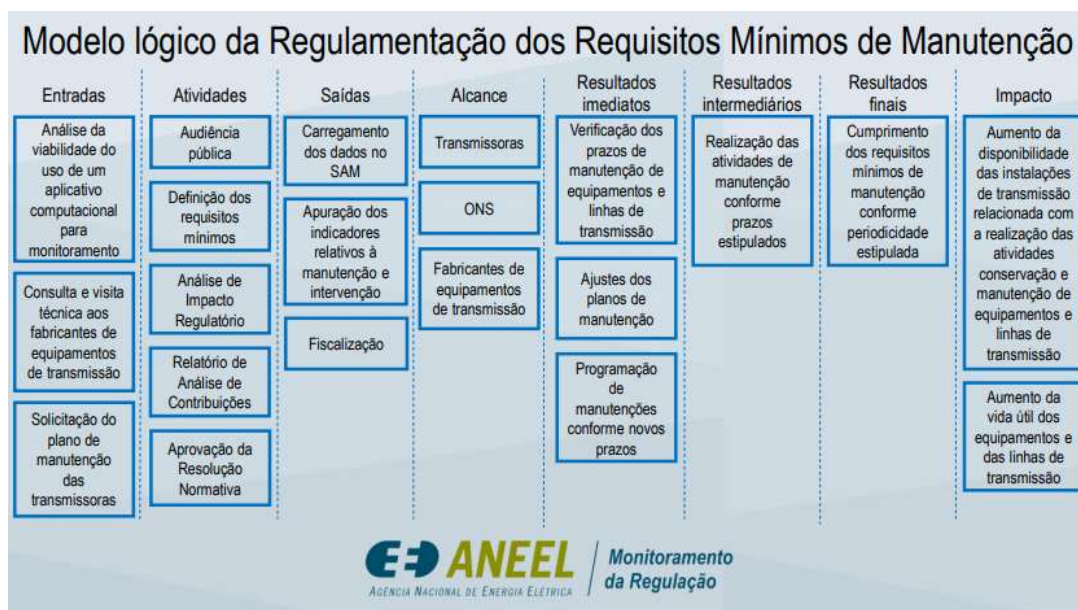 Modelo lógico da Regulamentação dos Requisitos Mínimos de Manutenção
Entradas
Análise da
viabilidade do
uso de um
aplicativo
computacional
para
monitoramento
Consulta e visita
técnica aos
fabricantes de
equipamentos
de transmissão
Solicitação do
plano de
manutenção
das
transmissoras
Atividades
Audiência
pública
Definição dos
requisitos
mínimos
Análise de
Impacto
Regulatório
Relatório de
Análise de
Contribuições
Aprovação da
Resolução
Normativa
Saídas
Carregamento
dos dados no
SAM
Apuração dos
indicadores
relativos à
manutenção e
intervenção
Fiscalização
Alcance
Transmissoras
ONS
Fabricantes de
equipamentos
de transmissão
Resultados
imediatos
Verificação dos
prazos de
manutenção de
equipamentos e
linhas de
transmissão
Ajustes dos
planos de
manutenção
Programação
de
manutenções
conforme novos
prazos
Resultados
intermediários
Realização das
atividades de
manutenção
conforme
prazos
estipulados
Resultados
finais
Cumprimento
dos requisitos
mínimos de
manutenção
conforme
periodicidade
estipulada
Impacto
Aumento da
disponibilidade
das instalações
de transmissão
relacionada com
a realização das
atividades
conservação e
manutenção de
equipamentos e
linhas de
transmissão
Aumento da
vida útil dos
equipamentos e
das linhas de
transmissão
ANEEL
AGÊNCIA NACIONAL DE ENERGIA ELÉTRICA
Monitoramento
da Regulação